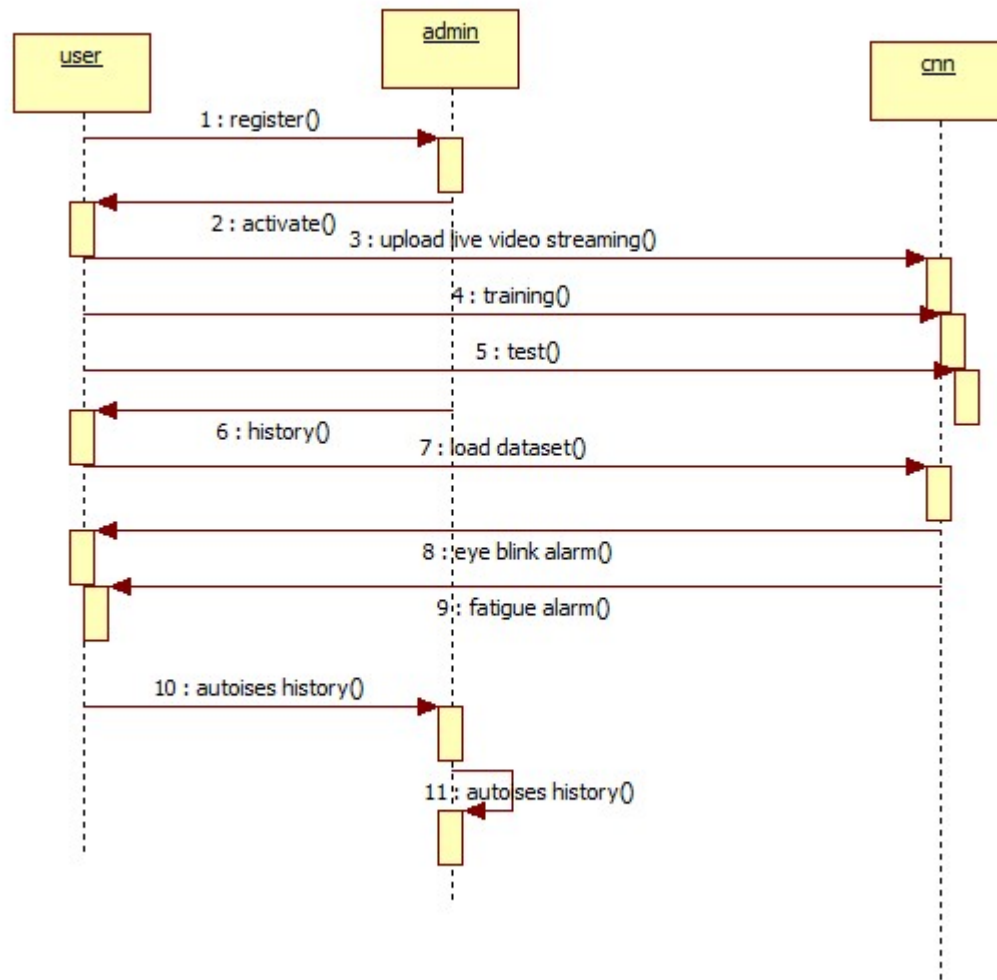 user
admin
cnn
1 : register()
2 : activate()
3 : upload live video streaming()
4 : training()
5 : test()
6 : history()
7 : load dataset()
8 : eye blink alarm()
9 : fatigue alarm()
10 : autoises history()
11 : autoises history()